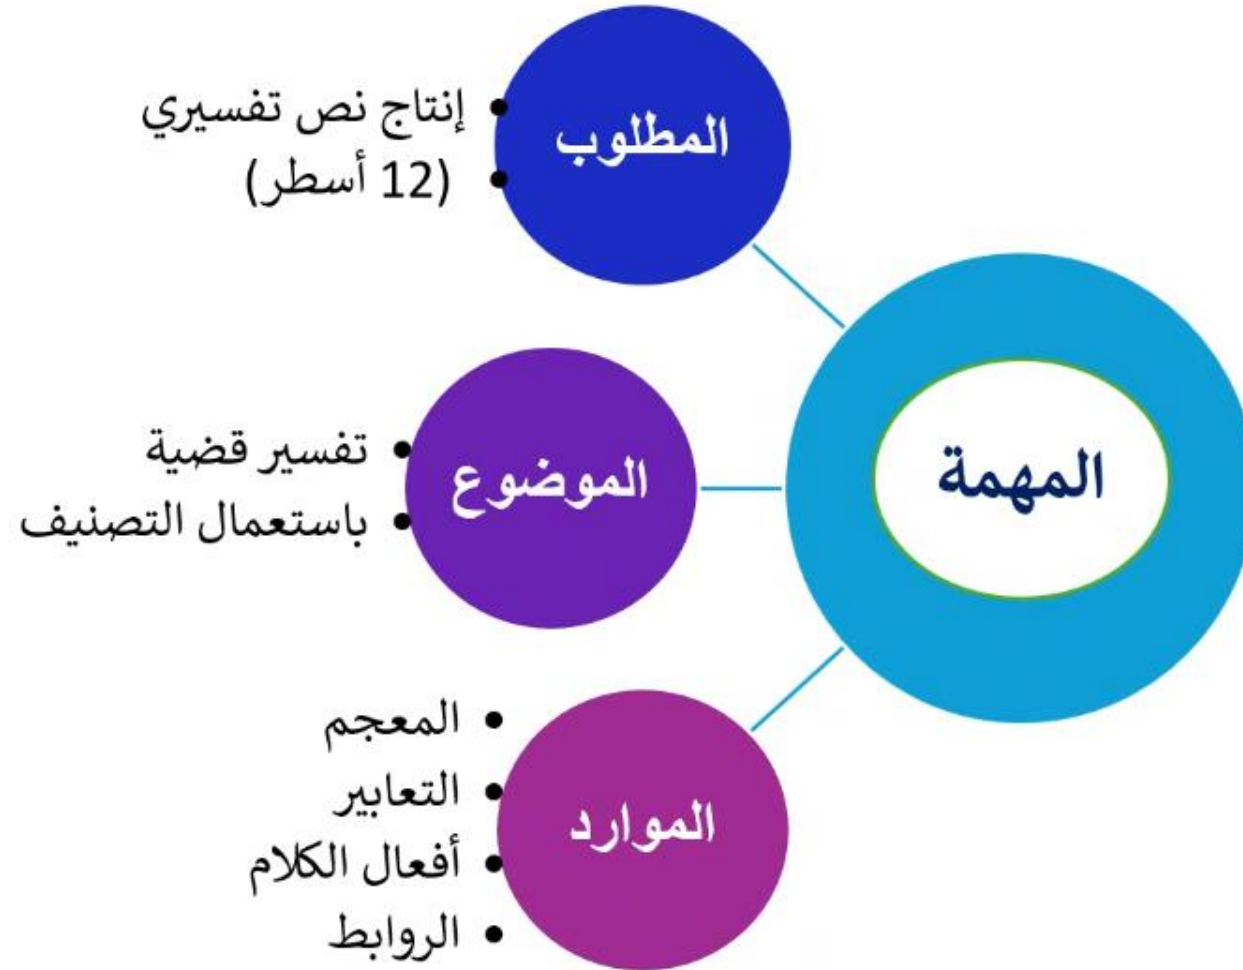 المهمة
المطلوب
• إنتاج نص تفسيري
• (12 أسطر)
الموضوع
• تفسير قضية
• باستعمال التصنيف
الموارد
• المعجم
• التعابير
• أفعال الكلام
• الروابط